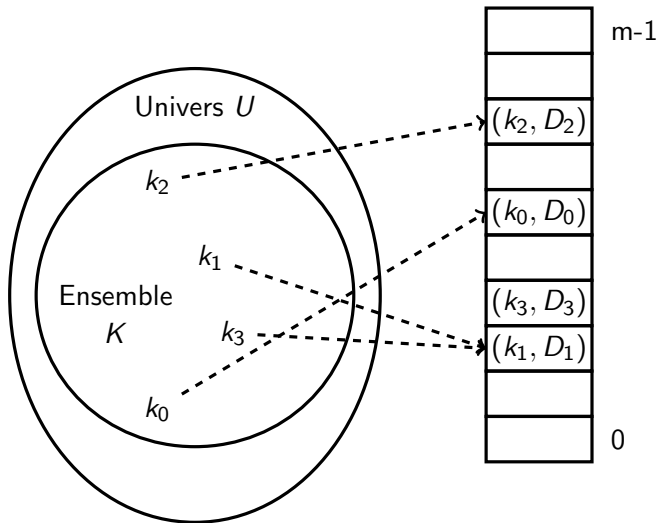 m-1
Univers U
(k₂, D₂)
k₂
(k₀, D₀)
k₁
Ensemble
K
(k₃, D₃)
k₃
(k₁, D₁)
k₀
0